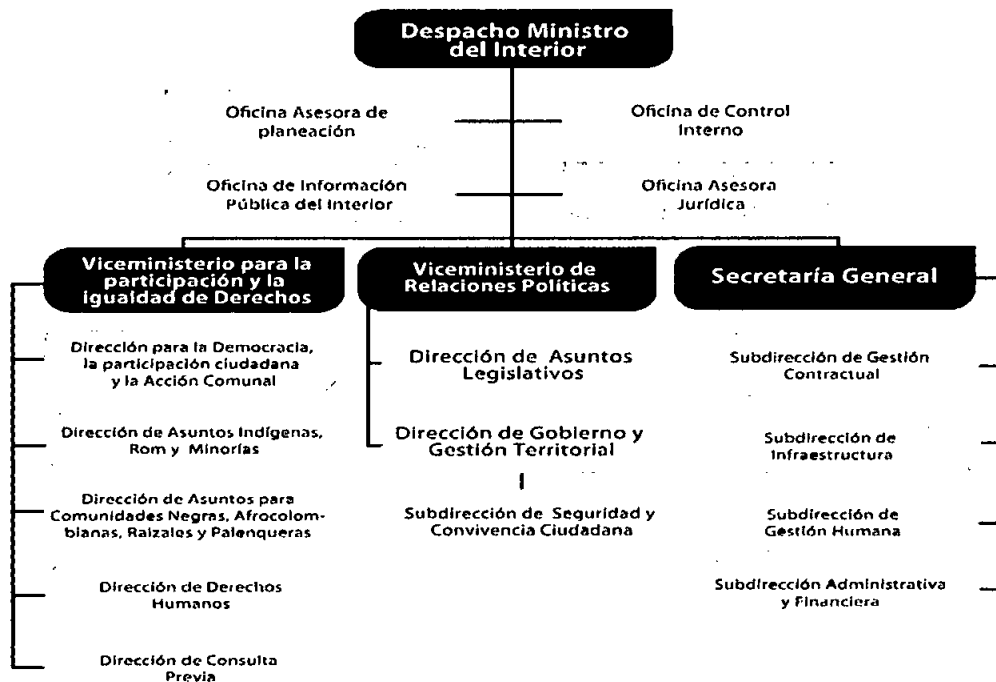 Despacho Ministro
del Interior
Oficina Asesora de
planeación
Oficina de Control
Interno
Oficina de Información
Pública del Interior
Oficina Asesora
Jurídica
Viceministerio para la
participación y la
igualdad de Derechos
Dirección para la Democracia,
la participación ciudadana
y la Acción Comunal
Dirección de Asuntos Indígenas,
Rom y Minorías
Dirección de Asuntos para
Comunidades Negras, Afrocolom-
bianas, Raizales y Palenqueras
Dirección de Derechos
Humanos
Dirección de Consulta
Previa
Viceministerio de
Relaciones Políticas
Dirección de Asuntos
Legislativos
Dirección de Gobierno y
Gestión Territorial
Subdirección de Seguridad y
Convivencia Ciudadana
Secretaría General
Subdirección de Gestión
Contractual
Subdirección de
Infraestructura
Subdirección de
Gestión Humana
Subdirección Administrativa
y Financiera